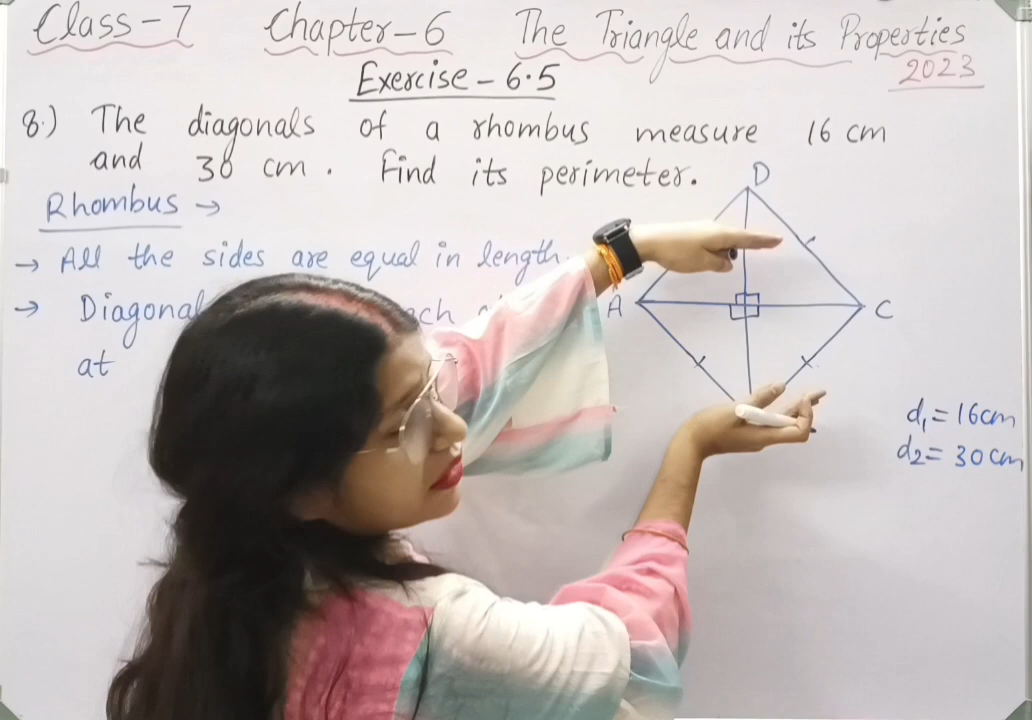 Class-7 Chapter-6 The Triangle and its Properties
2023
Exercise-6.5
8.) The diagonals of a rhombus measure 16 cm
and 30 cm. Find its perimeter.
Rhombus →
→ All the sides are equal in length.
→ Diagonal
at
D
A
C
d₁ = 16cm
d₂ = 30 cm